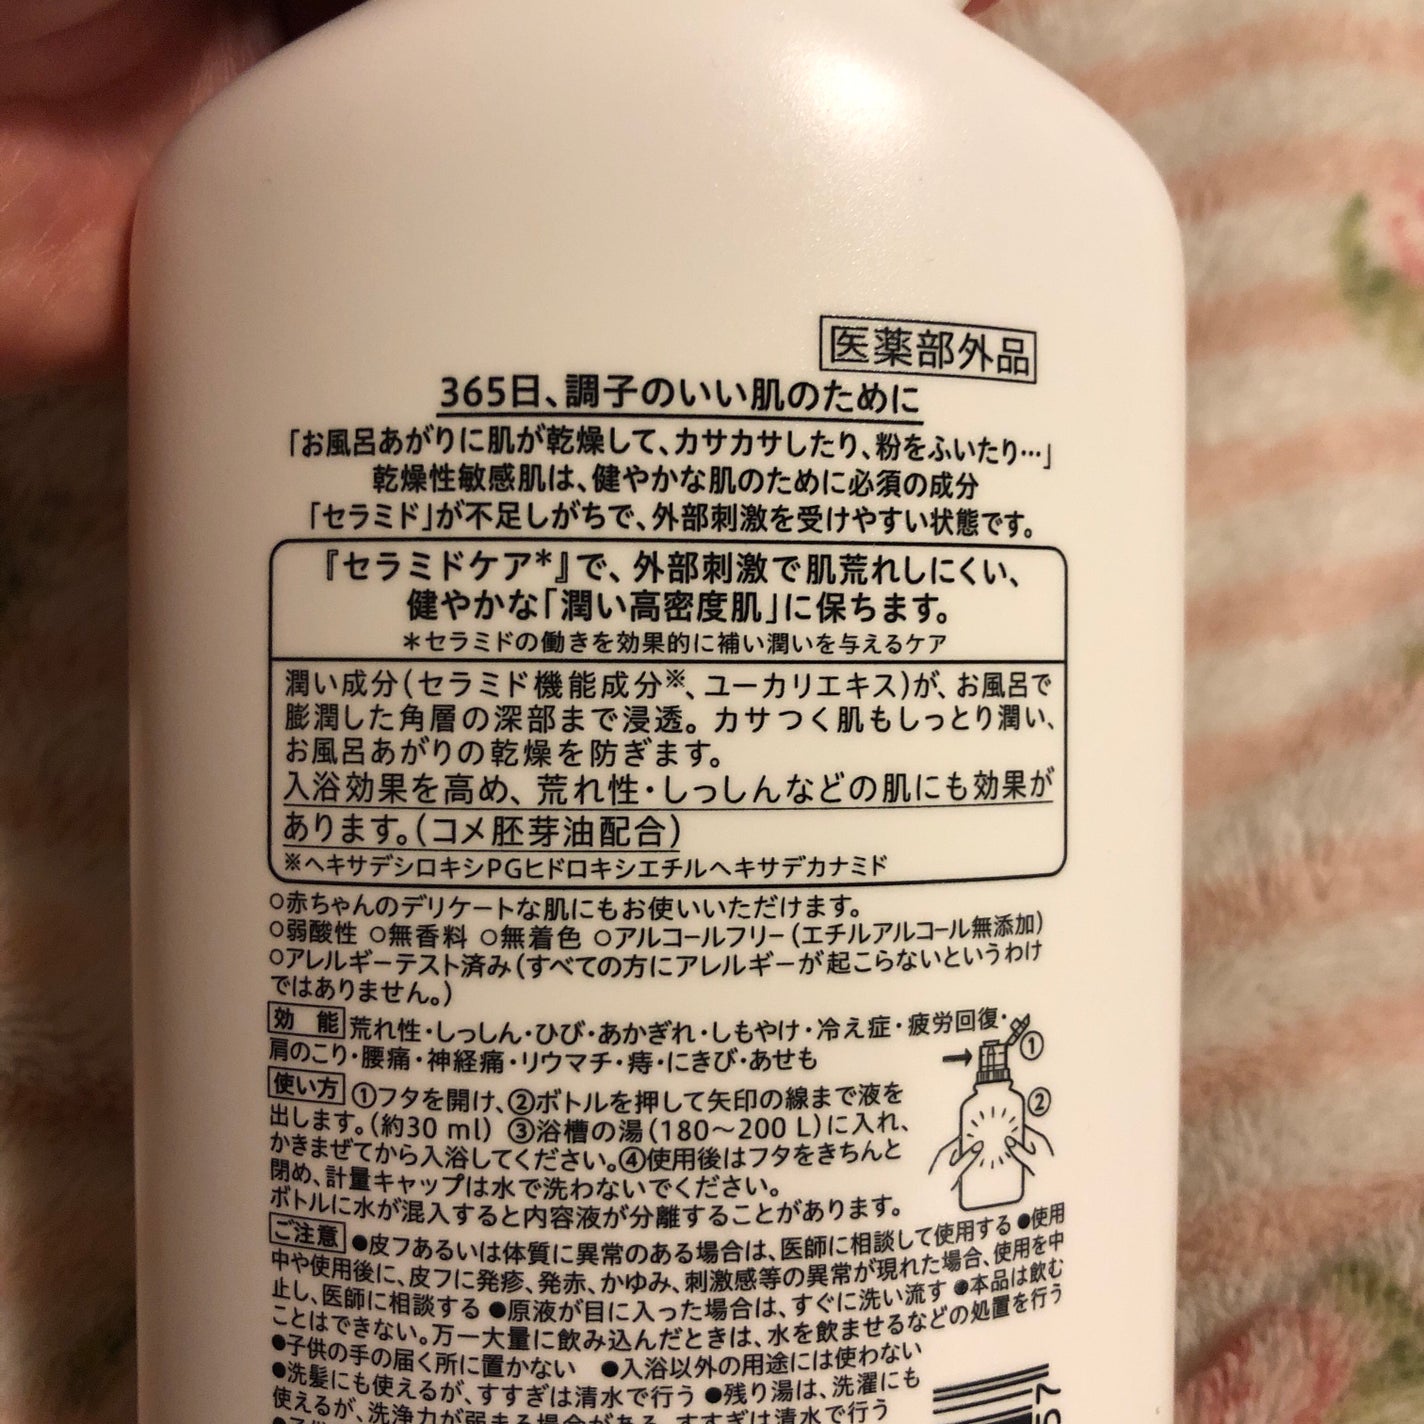 医薬部外品
365日、調子のいい肌のために
「お風呂あがりに肌が乾燥して、カサカサしたり、粉をふいたり…」
乾燥性敏感肌は、健やかな肌のために必須の成分
「セラミド」が不足しがちで、外部刺激を受けやすい状態です。
『セラミドケア*』で、外部刺激で肌荒れしにくい、
健やかな「潤い高密度肌」に保ちます。
＊セラミドの働きを効果的に補い潤いを与えるケア
潤い成分(セラミド機能成分※、ユーカリエキス)が、お風呂で
膨潤した角層の深部まで浸透。カサつく肌もしっとり潤い、
お風呂あがりの乾燥を防ぎます。
入浴効果を高め、荒れ性・しっしんなどの肌にも効果が
あります。(コメ胚芽油配合)
※ヘキサデシロキシPGヒドロキシエチルヘキサデカナミド
○赤ちゃんのデリケートな肌にもお使いいただけます。
○弱酸性 ○無香料 ○無着色 ○アルコールフリー(エチルアルコール無添加)
○アレルギーテスト済み(すべての方にアレルギーが起こらないというわけ
ではありません。)
効 能 荒れ性・しっしん・ひび・あかぎれ・しもやけ・冷え症・疲労回復・
肩のこり・腰痛・神経痛・リウマチ・痔・にきび・あせも
使い方 ①フタを開け、②ボトルを押して矢印の線まで液を
出します。(約30 ml) ③浴槽の湯(180～200 L)に入れ、
かきまぜてから入浴してください。④使用後はフタをきちんと
閉め、計量キャップは水で洗わないでください。
ボトルに水が混入すると内容液が分離することがあります。
①
②
ご注意 ●皮フあるいは体質に異常のある場合は、医師に相談して使用する ●使用
中や使用後に、皮フに発疹、発赤、かゆみ、刺激感等の異常が現れた場合、使用を中
止し、医師に相談する ●原液が目に入った場合は、すぐに洗い流す ●本品は飲む
ことはできない。万一大量に飲み込んだときは、水を飲ませるなどの処置を行う
●子供の手の届く所に置かない ●入浴以外の用途には使わない
●洗髪にも使えるが、すすぎは清水で行う ●残り湯は、洗濯にも
使えるが、洗浄力が弱まる場合がある。すすぎは清水で行う